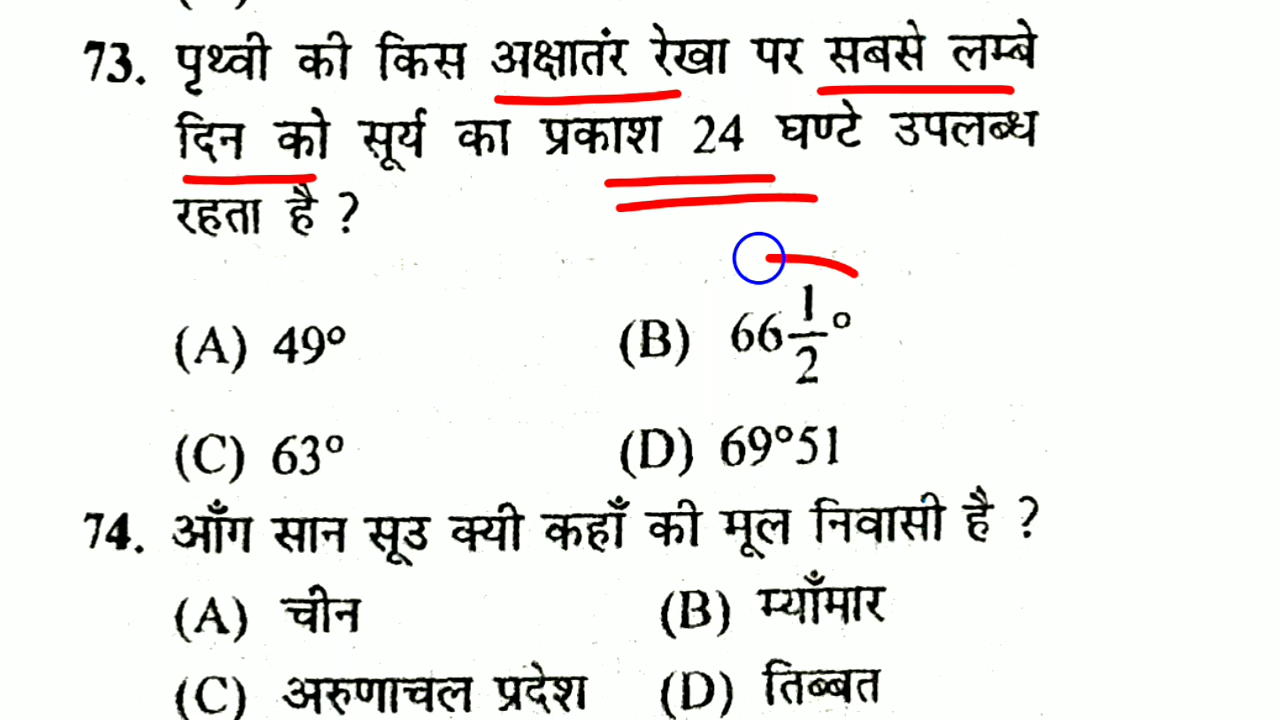 73. पृथ्वी की किस अक्षातंर रेखा पर सबसे लम्बे
दिन को सूर्य का प्रकाश 24 घण्टे उपलब्ध
रहता है ?
(A) 49° (B) 66 1/2°
(C) 63° (D) 69°51
74. आँग सान सूउ क्यी कहाँ की मूल निवासी है ?
(A) चीन (B) म्याँमार
(C) अरुणाचल प्रदेश (D) तिब्बत